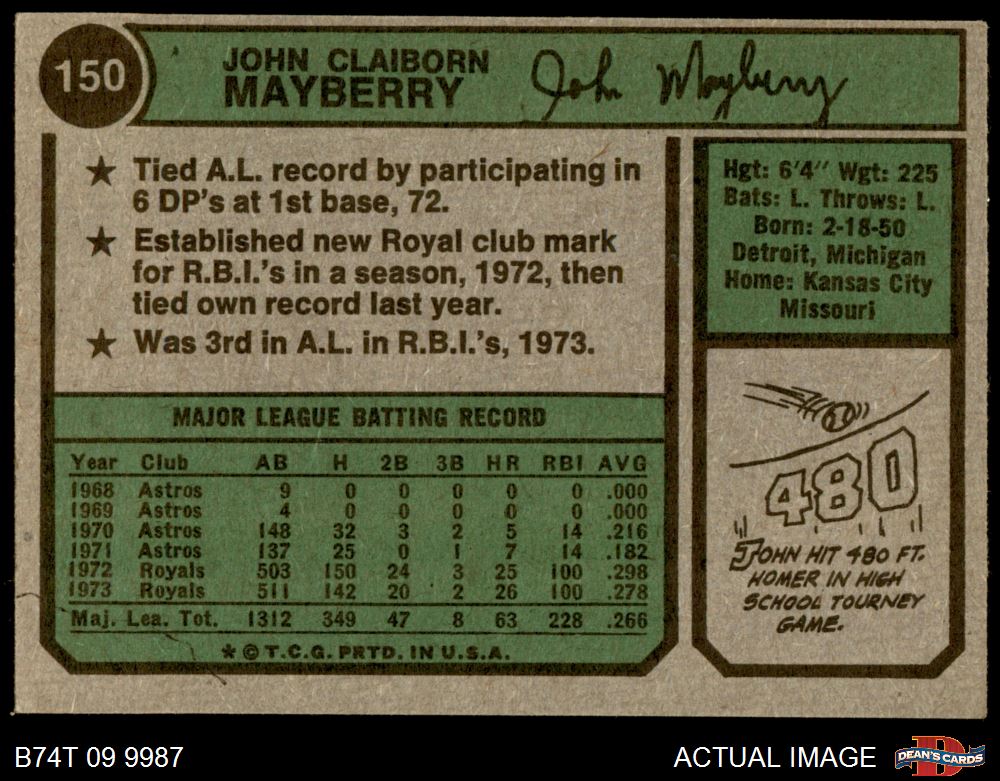 150
JOHN CLAIBORN
MAYBERRY
John Mayberry
★ Tied A.L. record by participating in
6 DP's at 1st base, 72.
★ Established new Royal club mark
for R.B.I.'s in a season, 1972, then
tied own record last year.
★ Was 3rd in A.L. in R.B.I.'s, 1973.
Hgt: 6'4" Wgt: 225
Bats: L. Throws: L.
Born: 2-18-50
Detroit, Michigan
Home: Kansas City
Missouri
MAJOR LEAGUE BATTING RECORD
Year Club AB H 2B 3B HR RBI AVG
1968 Astros 9 0 0 0 0 0 .000
1969 Astros 4 0 0 0 0 0 .000
1970 Astros 148 32 3 2 5 14 .216
1971 Astros 137 25 0 1 7 14 .182
1972 Royals 503 150 24 3 25 100 .298
1973 Royals 511 142 20 2 26 100 .278
Maj. Lea. Tot. 1312 349 47 8 63 228 .266
* © T.C.G. PRTD. IN U.S.A.
480
JOHN HIT 480 FT.
HOMER IN HIGH
SCHOOL TOURNEY
GAME.
B74T 09 9987
ACTUAL IMAGE
D
DEAN'S CARDS